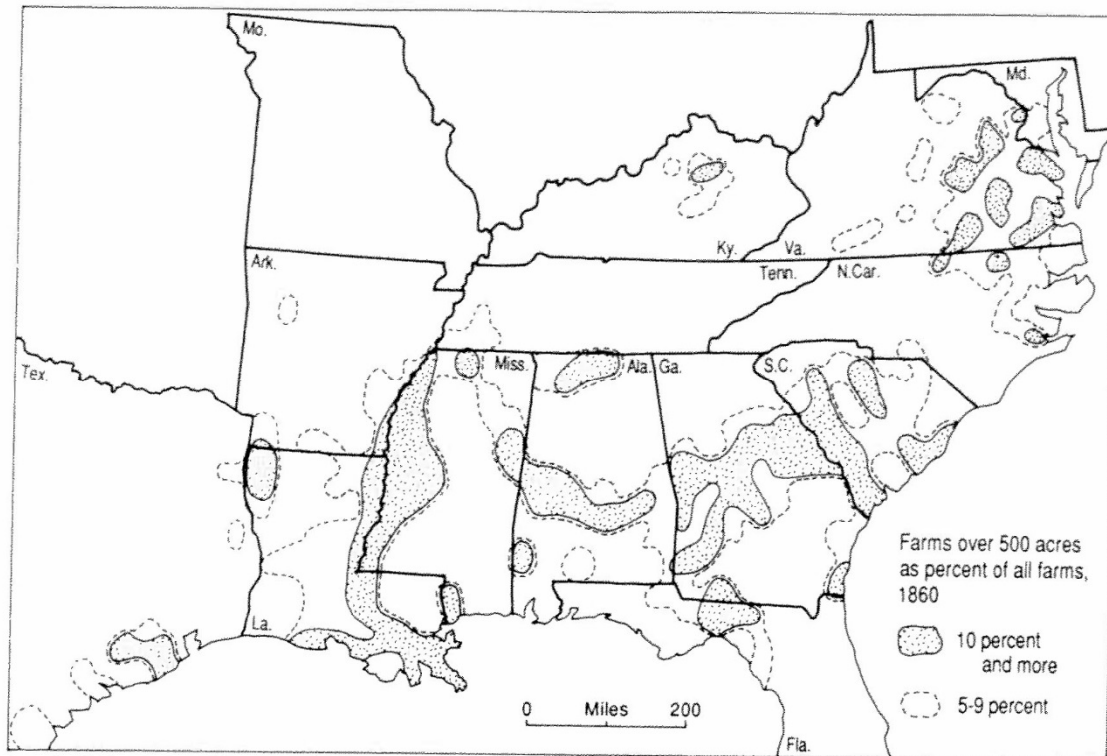 Mo.
Md.
Ky.
Va.
Ark.
Tenn.
N.Car.
Tex.
Miss.
Ala.
Ga.
S.C.
La.
Fla.
Farms over 500 acres
as percent of all farms,
1860
10 percent
and more
5-9 percent
0 Miles 200